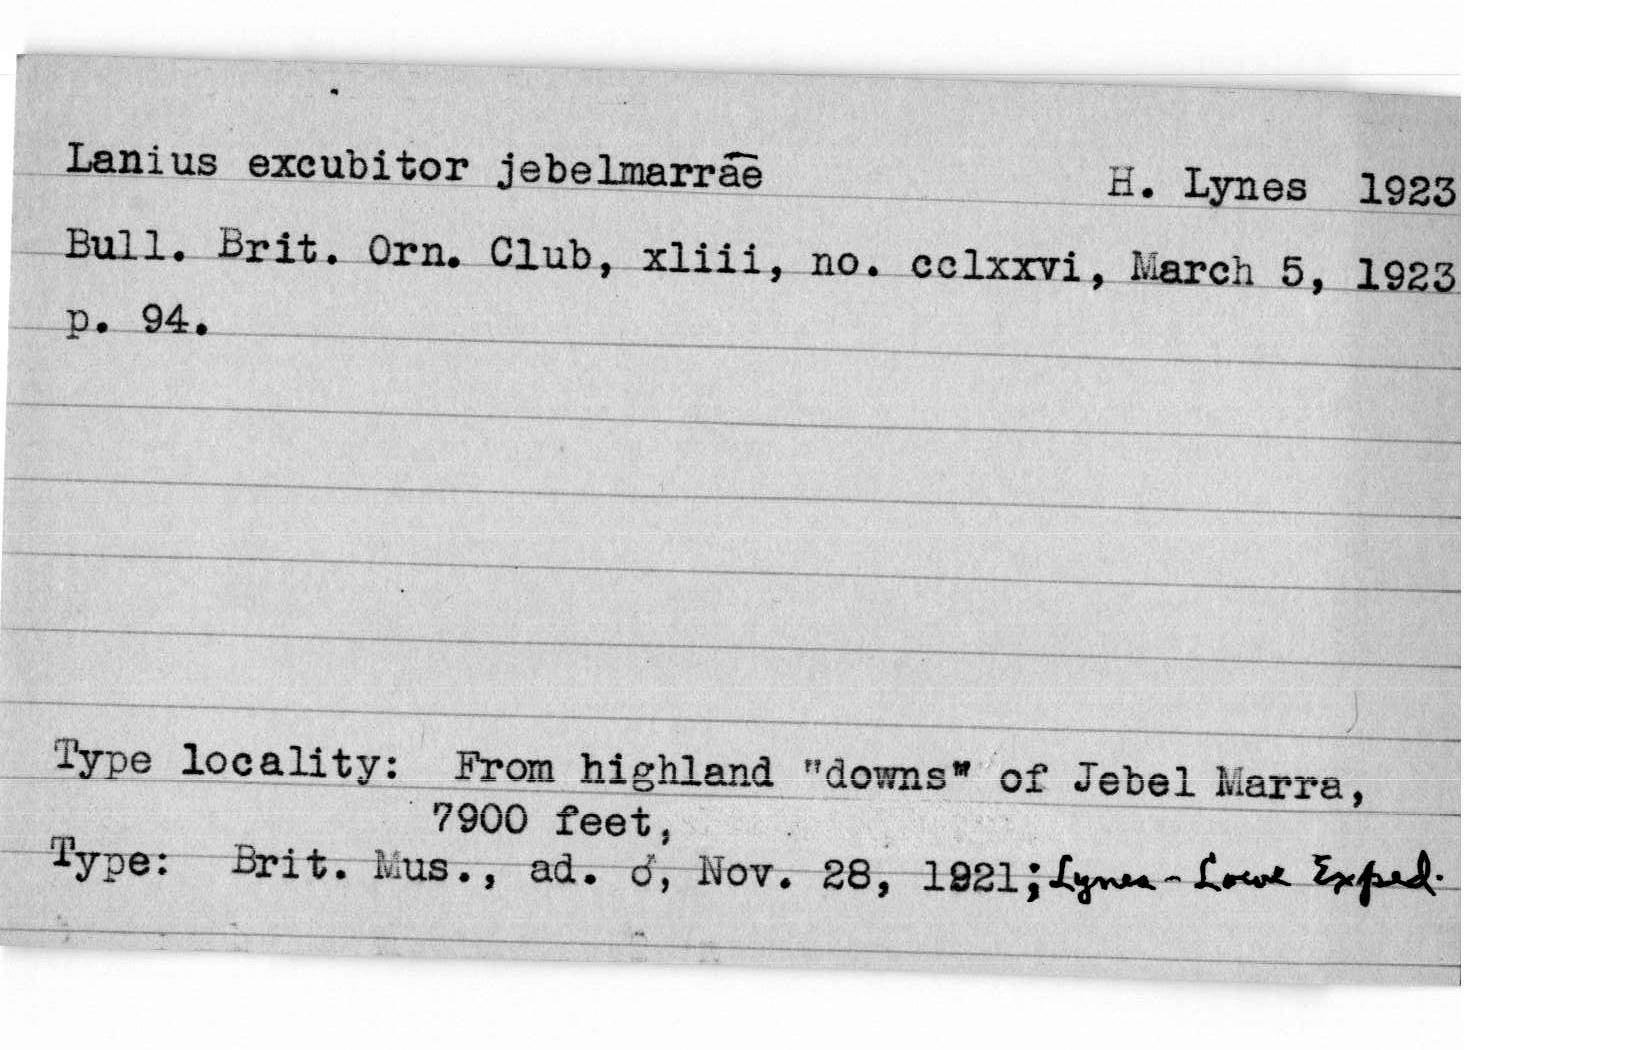 Lanius excubitor jebelmarrae H. Lynes 1923
Bull. Brit. Orn. Club, xliii, no. cclxxvi, March 5, 1923
p. 94.
Type locality: From highland "downs" of Jebel Marra,
7900 feet,
Type: Brit. Mus., ad. ♂, Nov. 28, 1921; Lynes - Lowe Exped.